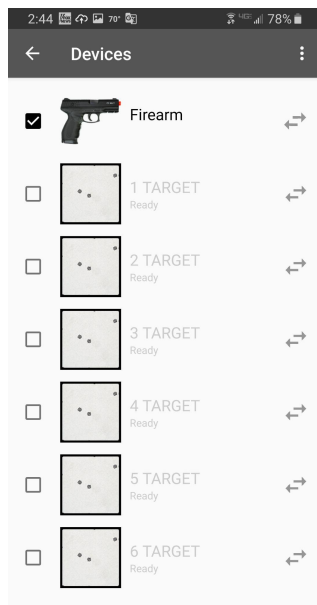 2:44 70° 4G 78%
Devices
Firearm
1 TARGET
Ready
2 TARGET
Ready
3 TARGET
Ready
4 TARGET
Ready
5 TARGET
Ready
6 TARGET
Ready